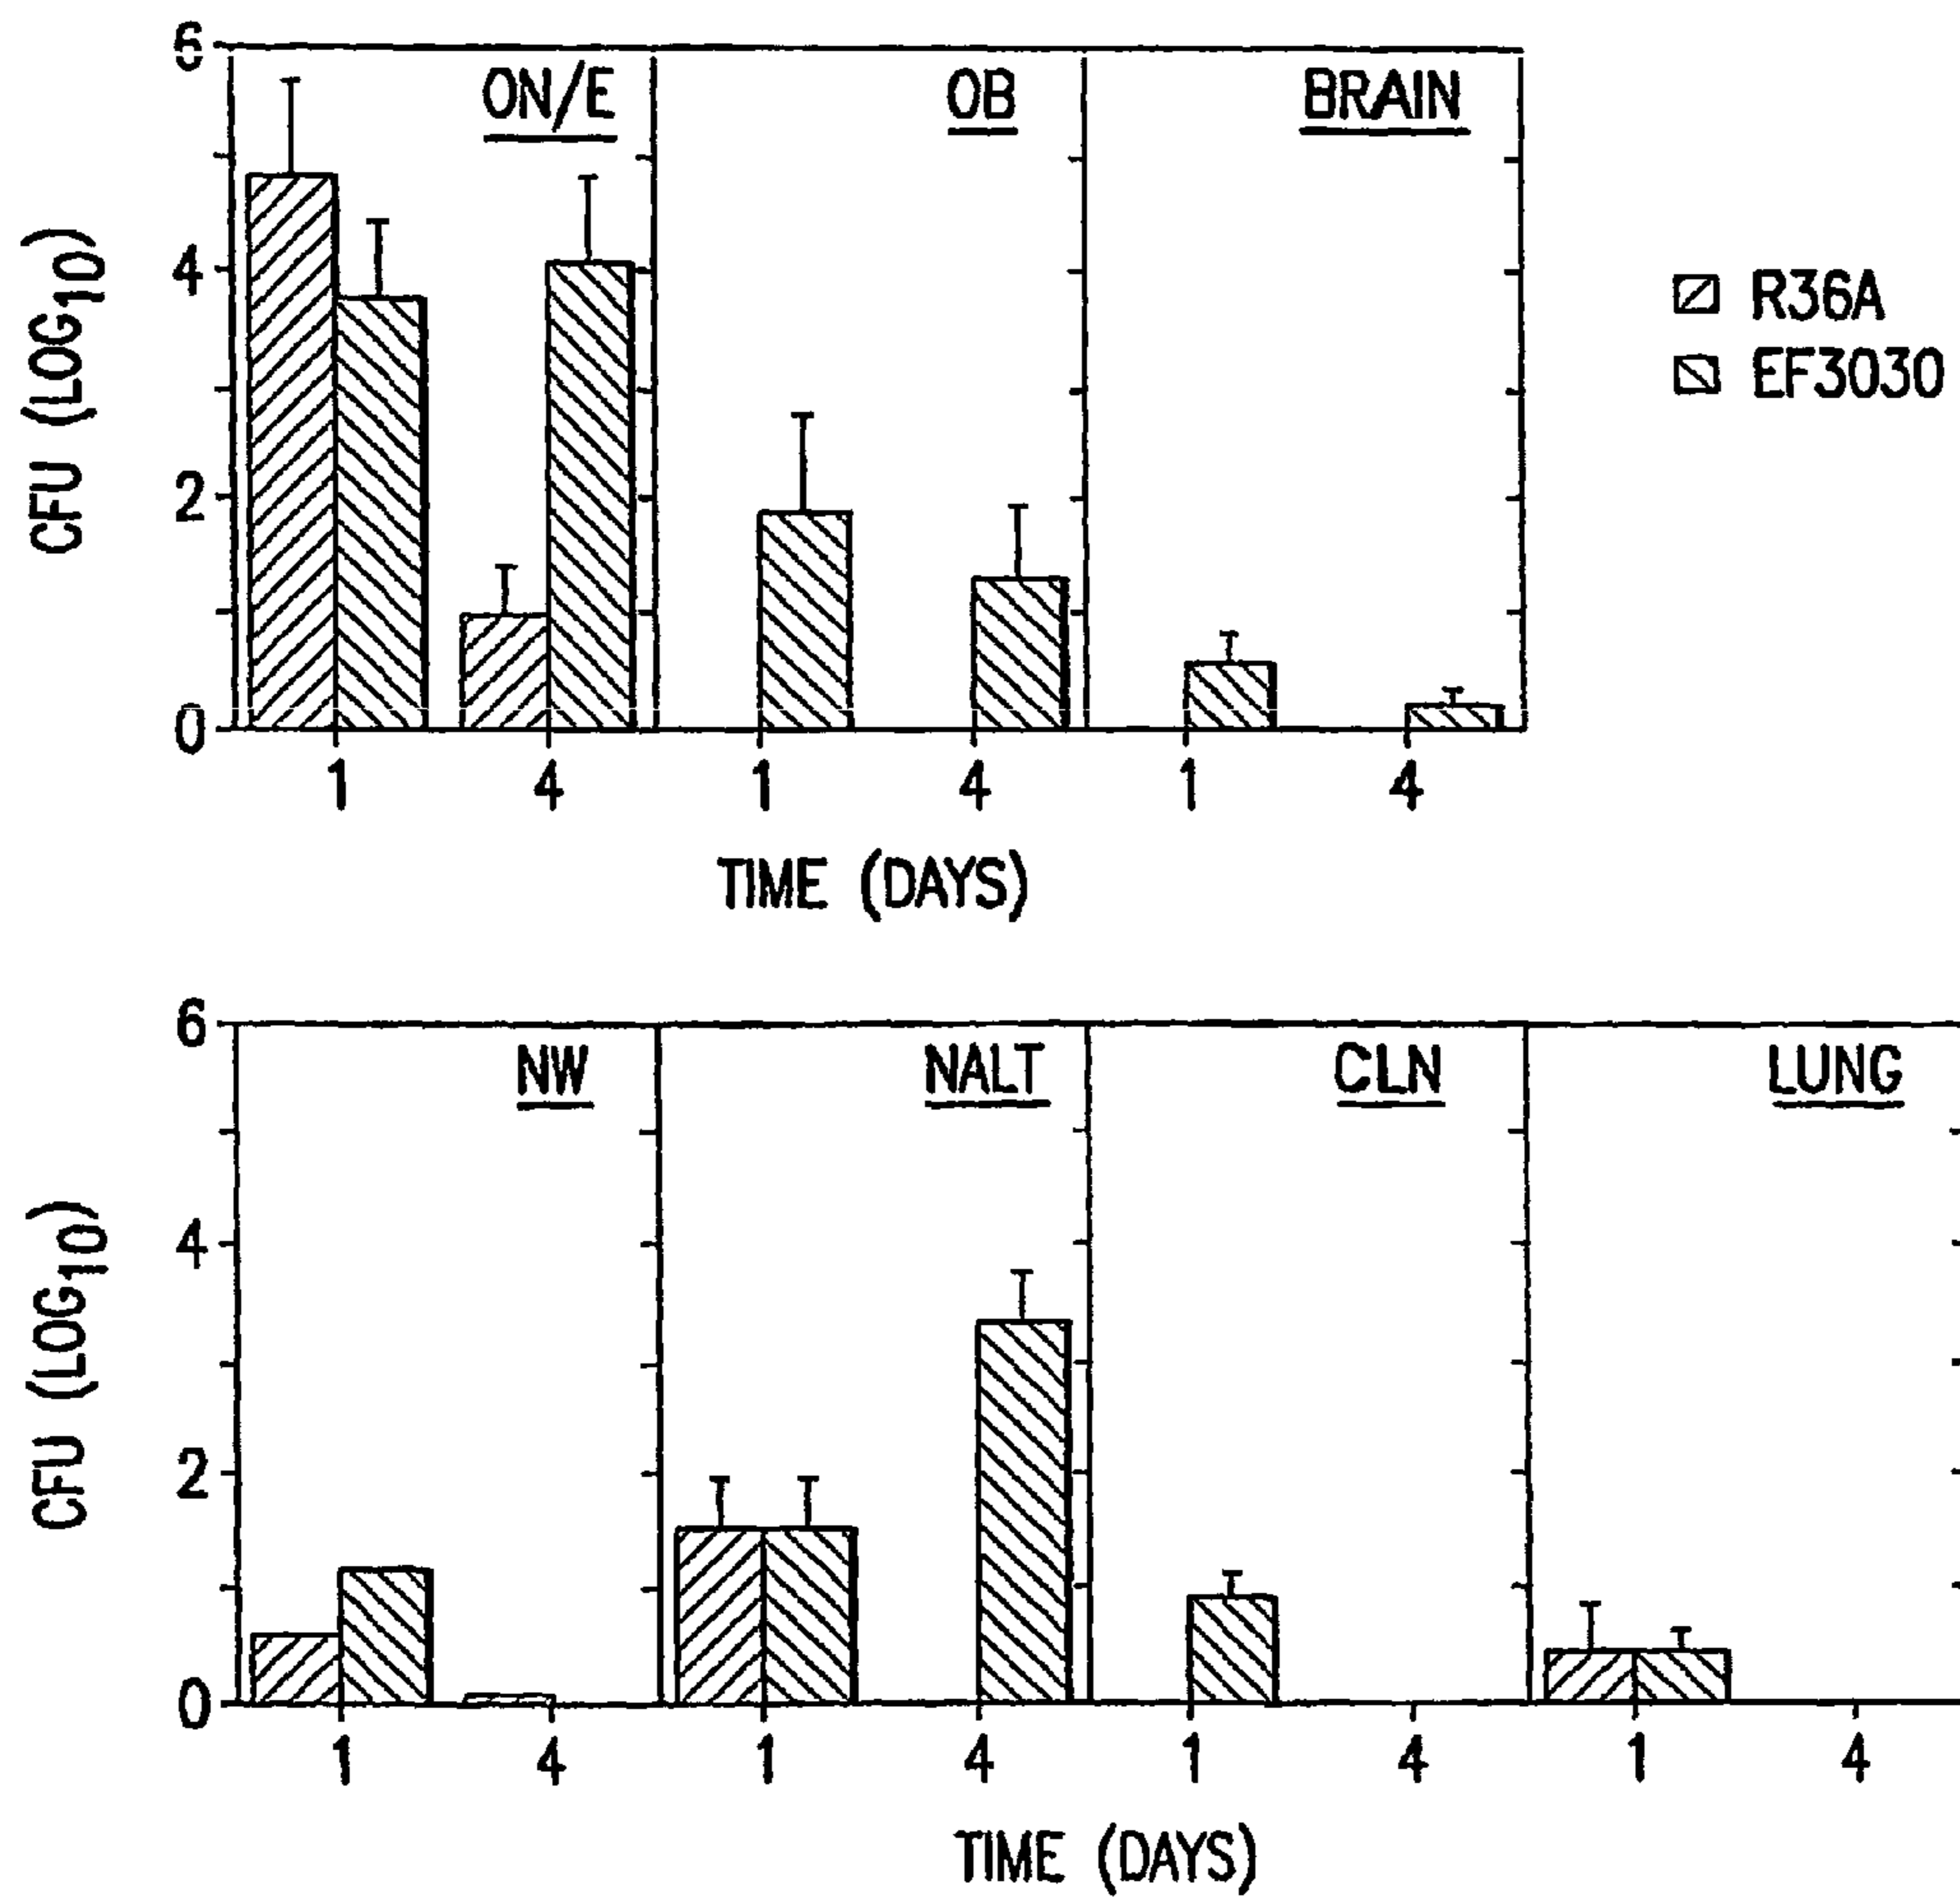 6
ON/E OB BRAIN
CFU (LOG10)
4
2
0
R36A
EF3030
1 4 1 4 1 4
TIME (DAYS)
6
NW NALT CLN LUNG
CFU (LOG10)
4
2
0
1 4 1 4 1 4 1 4
TIME (DAYS)